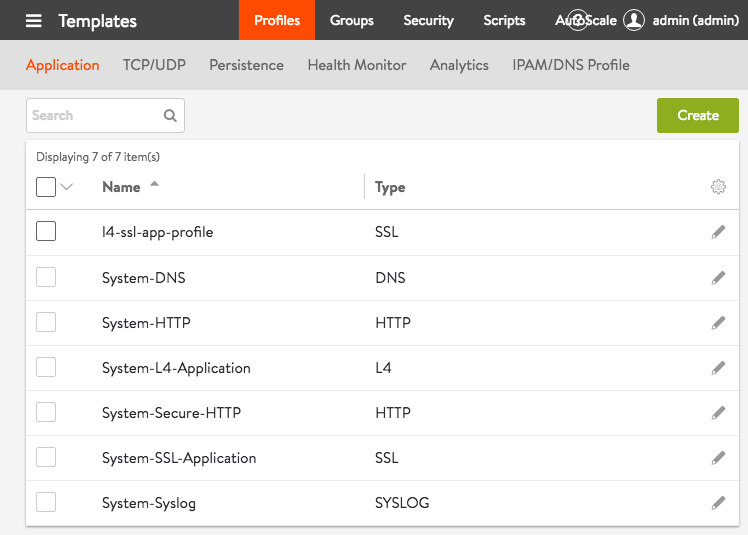 Templates Profiles Groups Security Scripts AutoScale ? admin (admin)
Application TCP/UDP Persistence Health Monitor Analytics IPAM/DNS Profile
Search Create
Displaying 7 of 7 item(s)
Name Type
l4-ssl-app-profile SSL
System-DNS DNS
System-HTTP HTTP
System-L4-Application L4
System-Secure-HTTP HTTP
System-SSL-Application SSL
System-Syslog SYSLOG